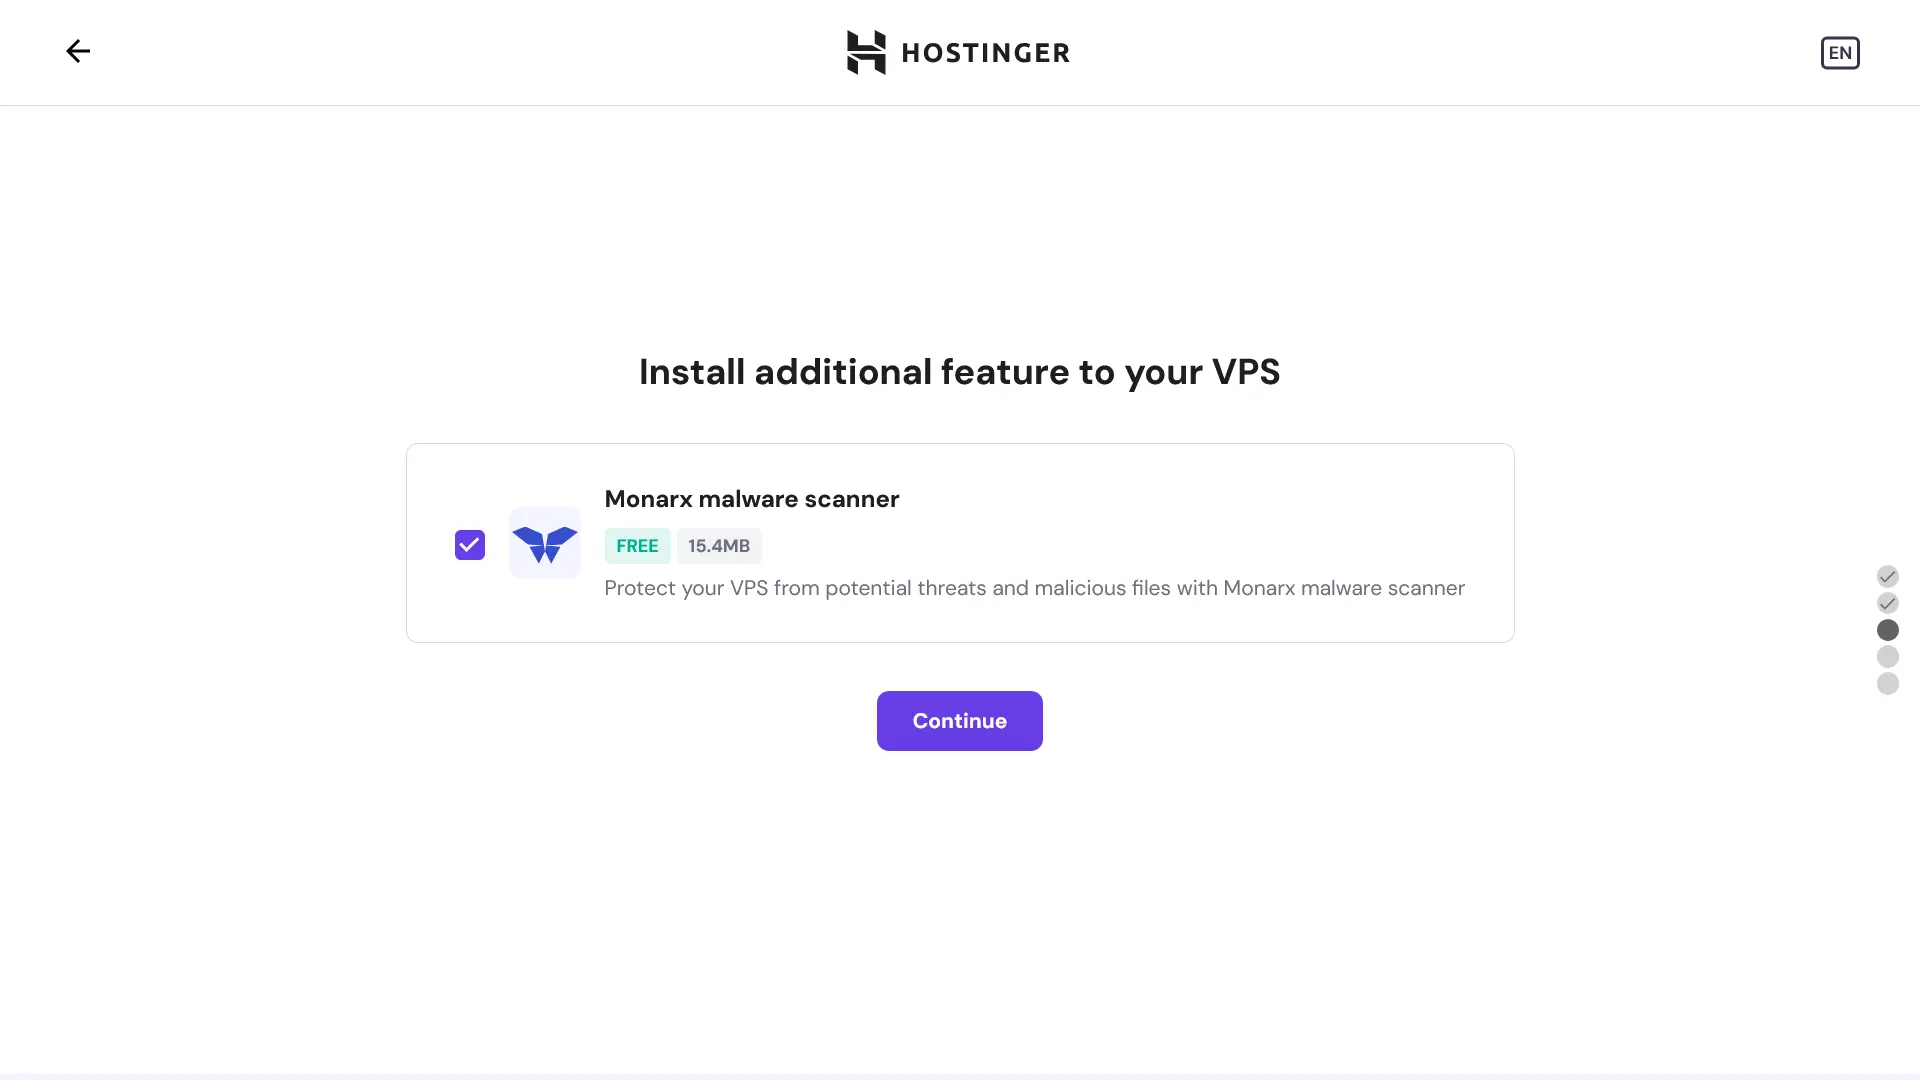 HOSTINGER
EN
Install additional feature to your VPS
Monarx malware scanner
FREE 15.4MB
Protect your VPS from potential threats and malicious files with Monarx malware scanner
Continue